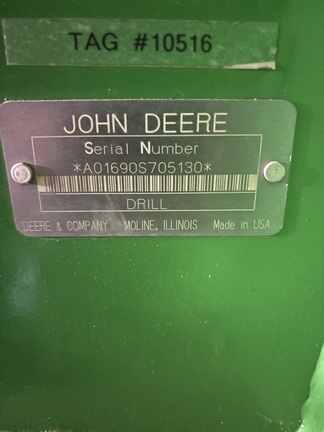 TAG #10516
JOHN DEERE
Serial Number
*A01690S705130*
DRILL
DEERE & COMPANY MOLINE, ILLINOIS Made in USA